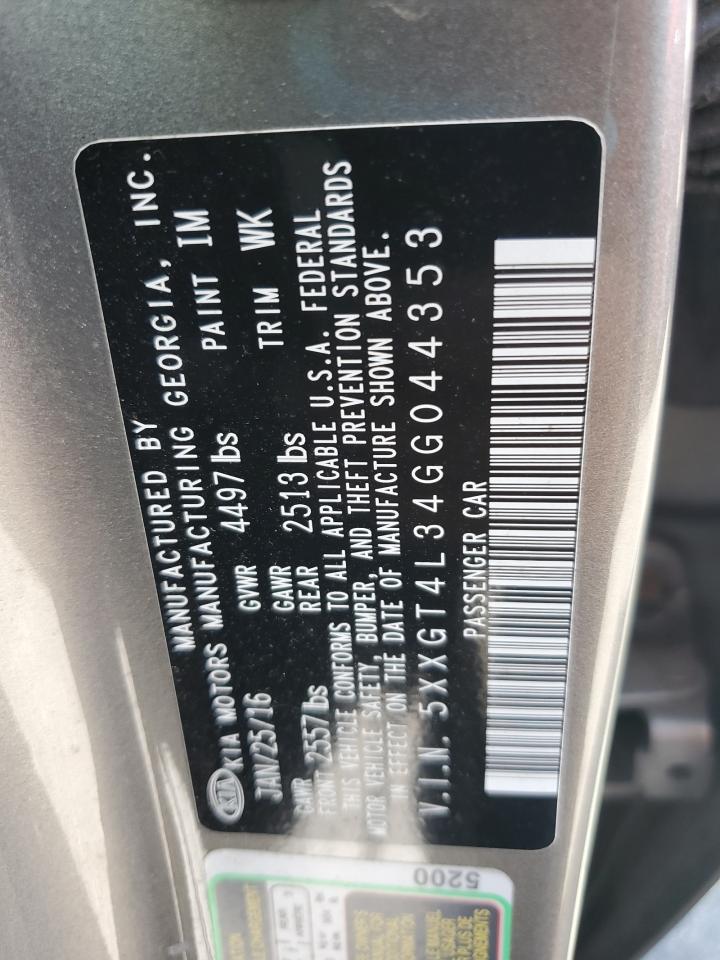 MANUFACTURED BY
KIA KIA MOTORS MANUFACTURING GEORGIA, INC.
JAN/25/16 GVWR 4497lbs PAINT IM
GAWR FRONT 2557lbs GAWR REAR 2513lbs TRIM WK
THIS VEHICLE CONFORMS TO ALL APPLICABLE U.S.A. FEDERAL
MOTOR VEHICLE SAFETY, BUMPER, AND THEFT PREVENTION STANDARDS
IN EFFECT ON THE DATE OF MANUFACTURE SHOWN ABOVE.
V.I.N. 5XXGT4L34GG044353
PASSENGER CAR
5200